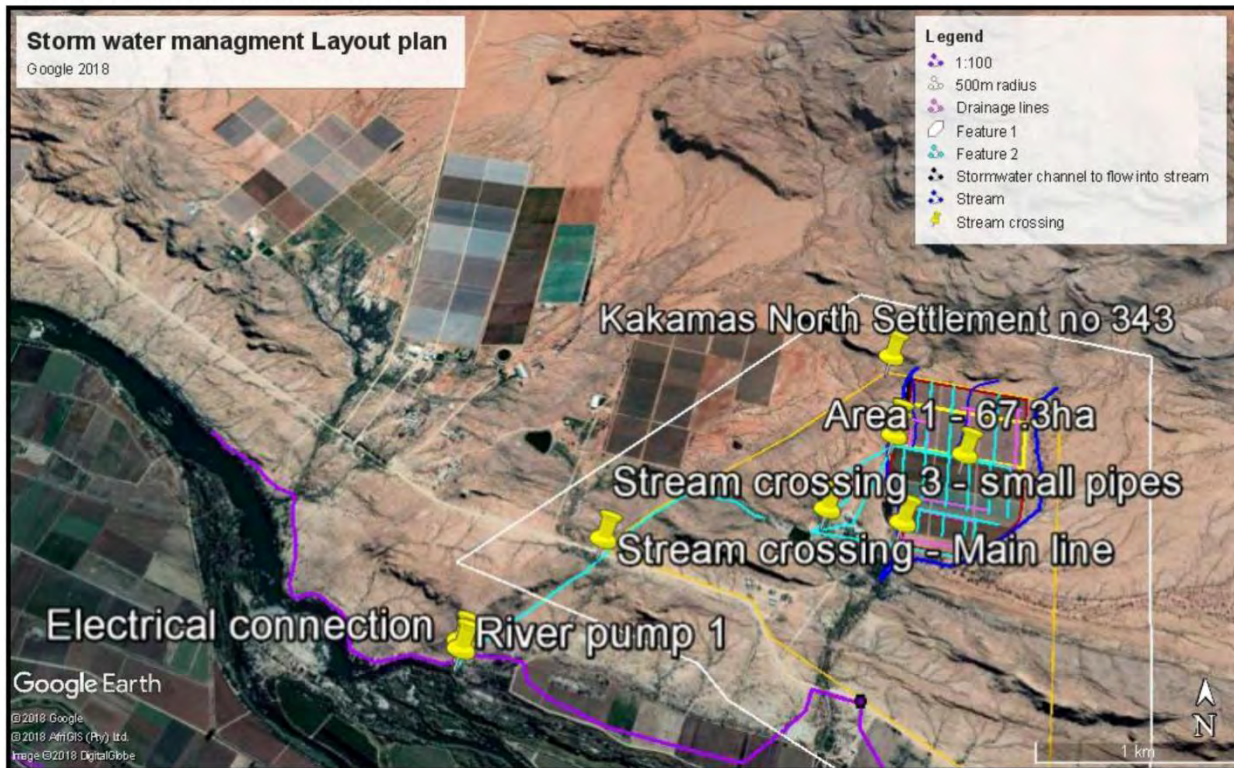 Storm water managment Layout plan
Google 2018
Legend
1:100
500m radius
Drainage lines
Feature 1
Feature 2
Stormwater channel to flow into stream
Stream
Stream crossing
Kakamas North Settlement no 343
Area 1 - 67.3ha
Stream crossing 3 - small pipes
Stream crossing - Main line
Electrical connection
River pump 1
Google Earth
©2018 Google
©2018 AfriGIS (Pty) Ltd.
Image ©2018 DigitalGlobe
N
1 km